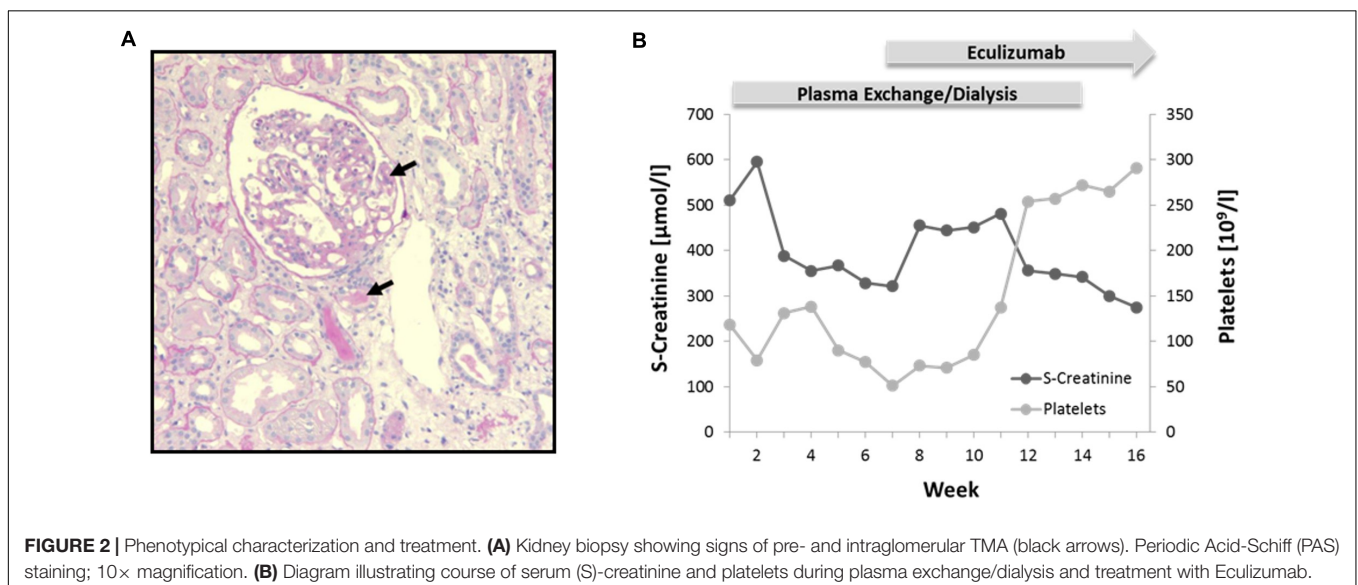 A
B
Eculizumab
Plasma Exchange/Dialysis
700
600
500
400
300
200
100
0
S-Creatinine [µmol/l]
350
300
250
200
150
100
50
0
Platelets [10⁹/l]
S-Creatinine
Platelets
2 4 6 8 10 12 14 16
Week
FIGURE 2 | Phenotypical characterization and treatment. (A) Kidney biopsy showing signs of pre- and intraglomerular TMA (black arrows). Periodic Acid-Schiff (PAS)
staining; 10× magnification. (B) Diagram illustrating course of serum (S)-creatinine and platelets during plasma exchange/dialysis and treatment with Eculizumab.